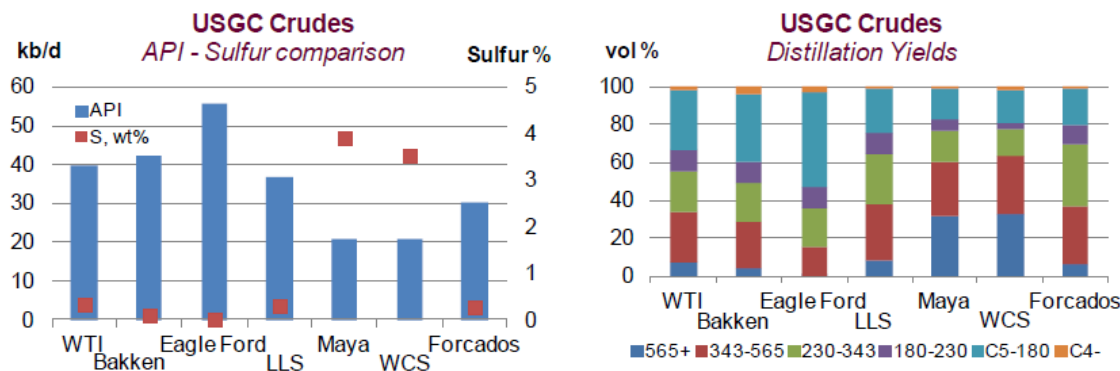 USGC Crudes
API - Sulfur comparison
kb/d
Sulfur %
60
50
40
30
20
10
0
API
S, wt%
5
4
3
2
1
0
WTI
Bakken
Eagle Ford
LLS
Maya
WCS
Forcados
USGC Crudes
Distillation Yields
vol %
100
80
60
40
20
0
WTI
Bakken
Eagle Ford
LLS
Maya
WCS
Forcados
565+ 343-565 230-343 180-230 C5-180 C4-